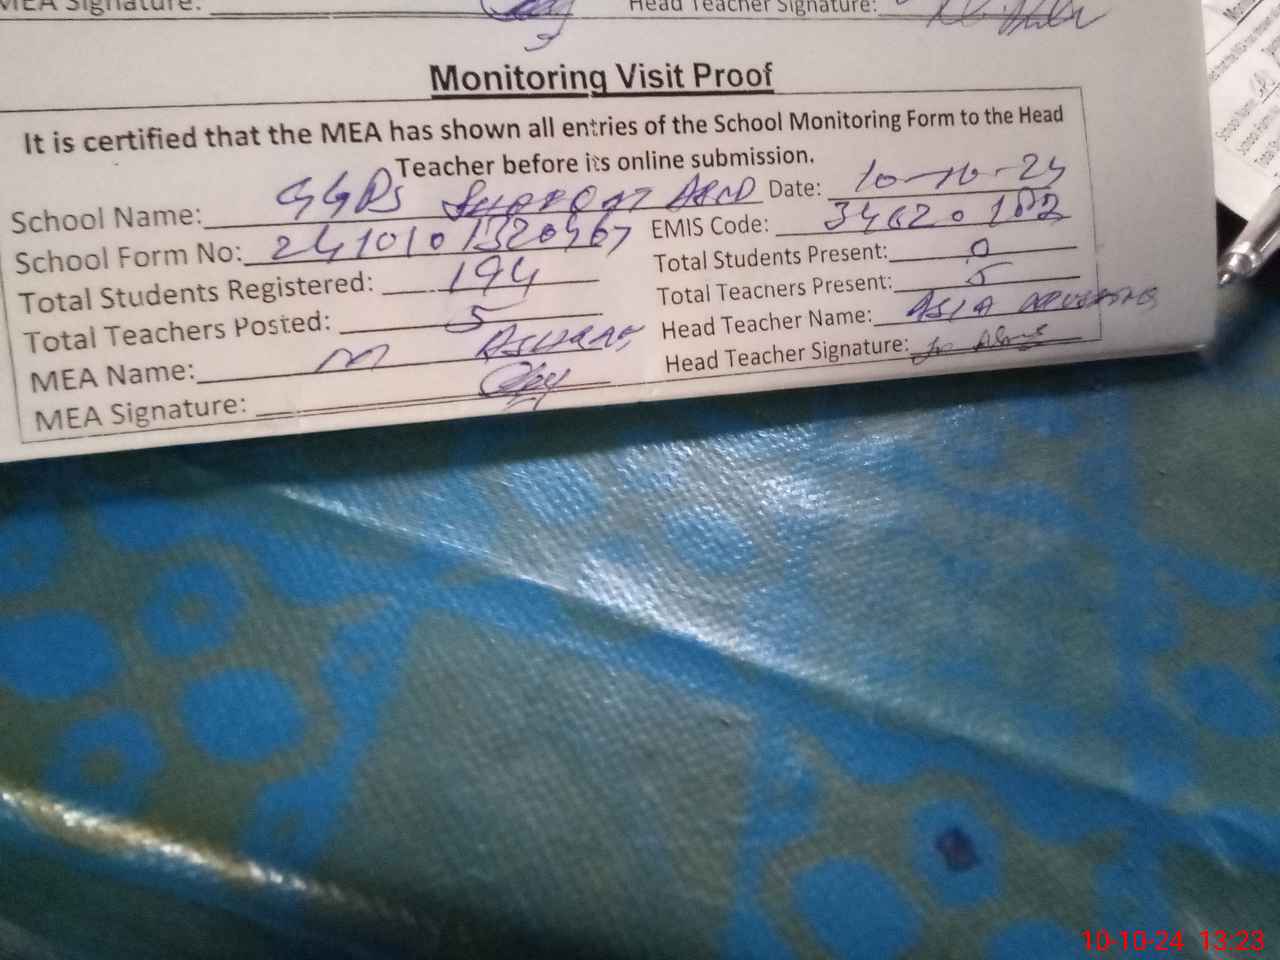 MEA Signature:
Head Teacher Signature:
Monitoring Visit Proof
It is certified that the MEA has shown all entries of the School Monitoring Form to the Head
Teacher before its online submission.
School Name: GGPS
Date: 10-10-24
School Form No:
EMIS Code: 34620182
Total Students Registered: 194
Total Students Present: 0
Total Teachers Posted: 5
Total Teachers Present: 5
MEA Name: M ASHRAF
Head Teacher Name: ASIA
MEA Signature:
Head Teacher Signature:
10-10-24 13:23